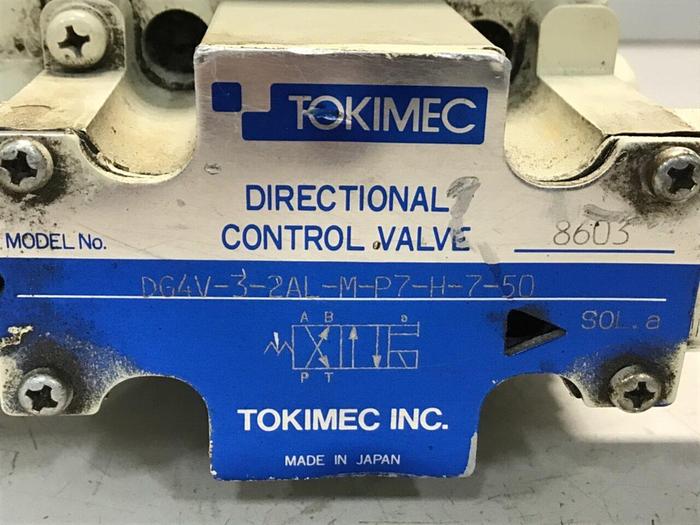 TOKIMEC
DIRECTIONAL
CONTROL VALVE
8603
MODEL No.
DG4V-3-2AL-M-P7-H-7-50
SOL.a
A B a
P T
TOKIMEC INC.
MADE IN JAPAN